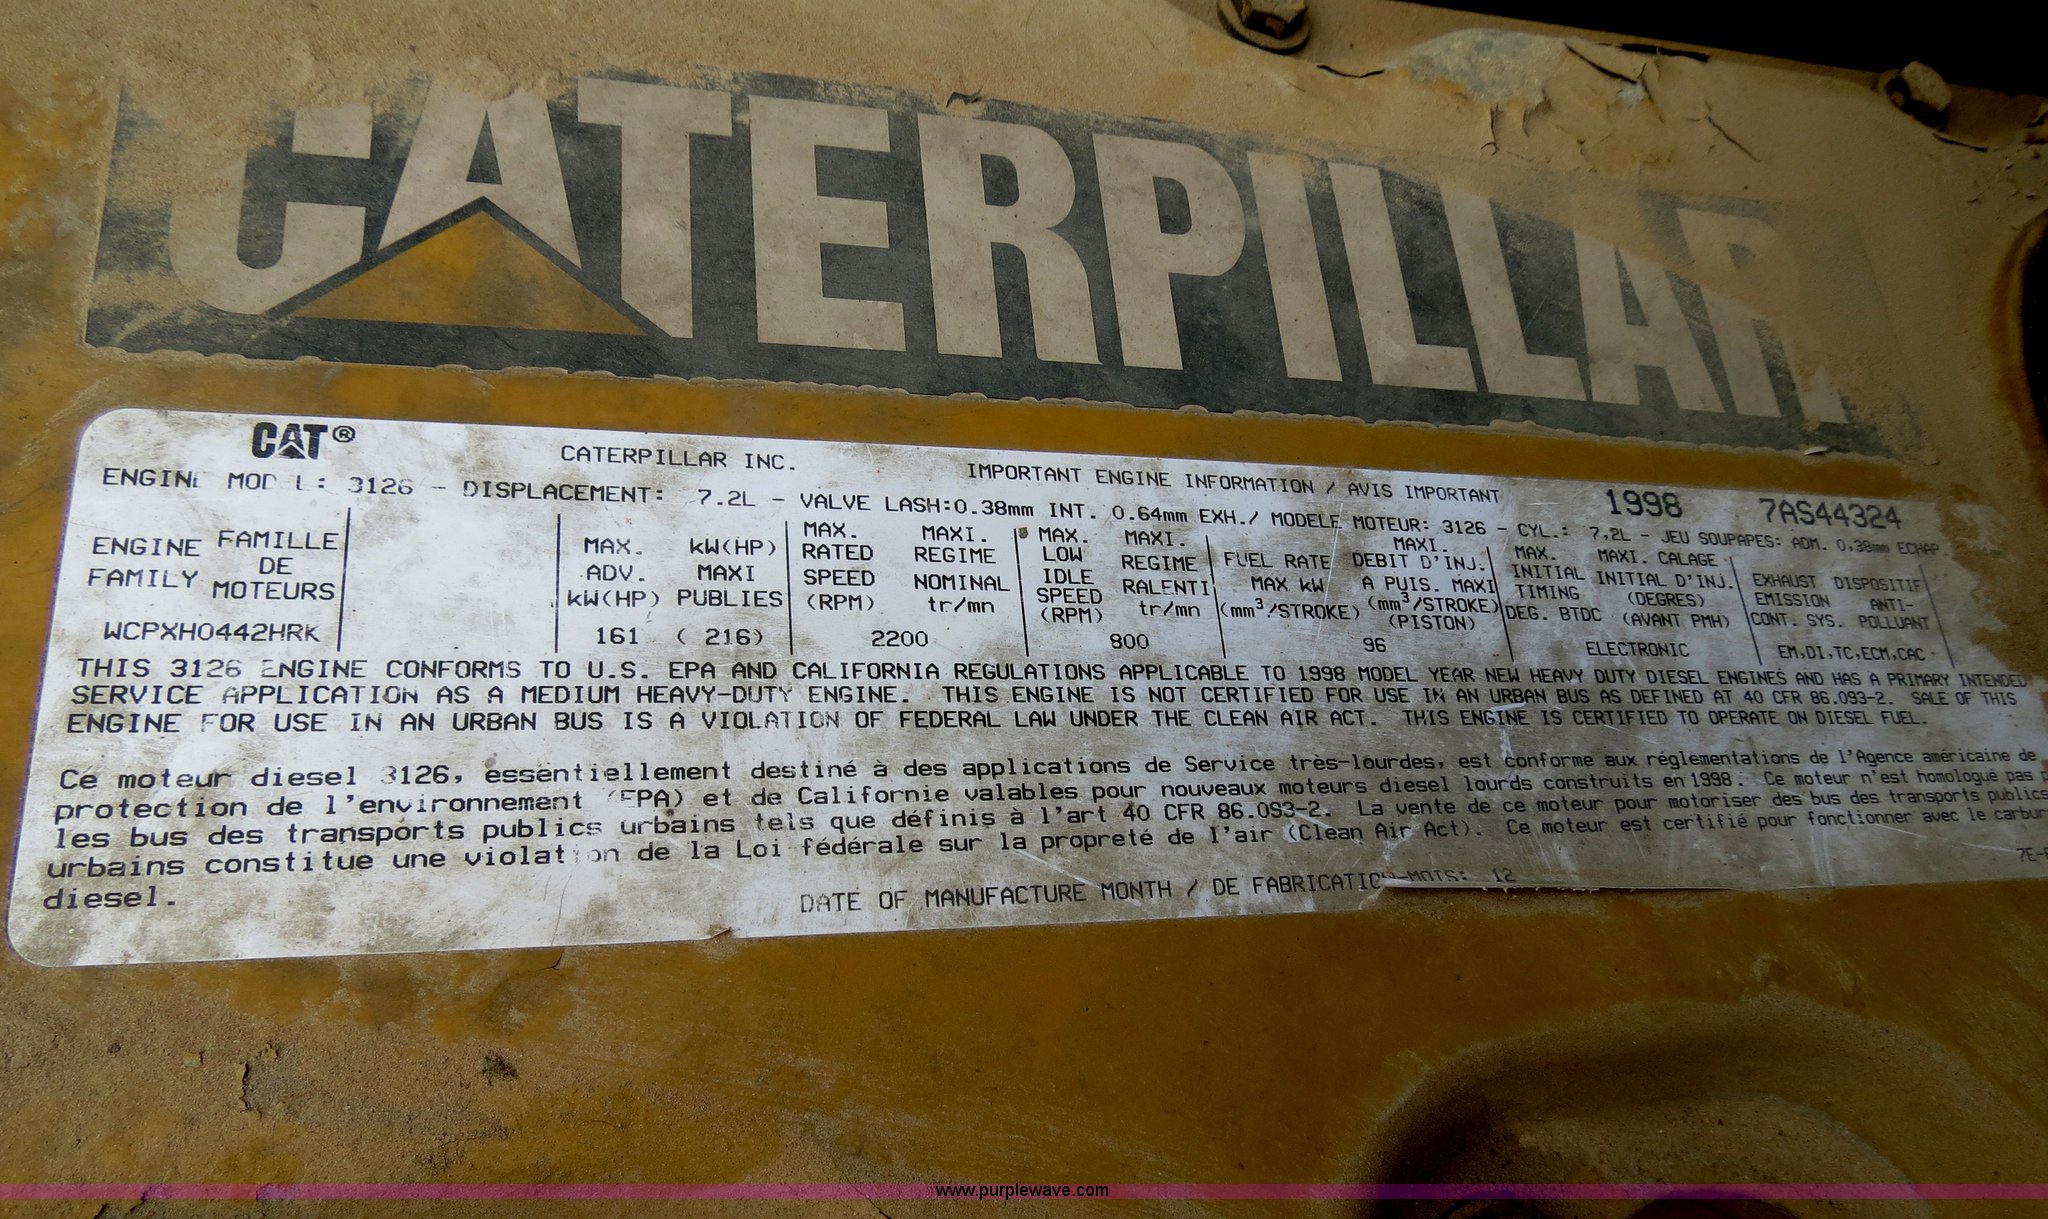 CATERPILLAR
CAT®
CATERPILLAR INC.
IMPORTANT ENGINE INFORMATION / AVIS IMPORTANT
1998 7AS44324
ENGINE MODEL: 3126 - DISPLACEMENT: 7.2L - VALVE LASH:0.38mm INT. 0.64mm EXH./ MODELE MOTEUR: 3126 - CYL.: 7.2L - JEU SOUPAPES: ADM. 0.38mm ECHAP.
ENGINE FAMILY
FAMILLE DE MOTEURS
MAX. ADV. kW(HP)
kW(HP) MAXI PUBLIES
MAX. RATED SPEED (RPM)
MAXI. REGIME NOMINAL tr/mn
MAX. LOW IDLE SPEED (RPM)
MAXI. REGIME RALENTI tr/mn
FUEL RATE MAX kW (mm³/STROKE)
MAXI. DEBIT D'INJ. A PUIS. MAXI (mm³/STROKE) (PISTON)
MAX. INITIAL TIMING DEG. BTDC
MAXI. CALAGE INITIAL D'INJ. (DEGRES) (AVANT PMH)
EXHAUST EMISSION CONT. SYS.
DISPOSITIF ANTI- POLLUANT
WCPXH0442HRK 161 (216) 2200 800 96 ELECTRONIC EM,DI,TC,ECM,CAC
THIS 3126 ENGINE CONFORMS TO U.S. EPA AND CALIFORNIA REGULATIONS APPLICABLE TO 1998 MODEL YEAR NEW HEAVY DUTY DIESEL ENGINES AND HAS A PRIMARY INTENDED
SERVICE APPLICATION AS A MEDIUM HEAVY-DUTY ENGINE. THIS ENGINE IS NOT CERTIFIED FOR USE IN AN URBAN BUS AS DEFINED AT 40 CFR 86.093-2. SALE OF THIS
ENGINE FOR USE IN AN URBAN BUS IS A VIOLATION OF FEDERAL LAW UNDER THE CLEAN AIR ACT. THIS ENGINE IS CERTIFIED TO OPERATE ON DIESEL FUEL.
Ce moteur diesel 3126, essentiellement destiné à des applications de Service très-lourdes, est conforme aux réglementations de l'Agence américaine de
protection de l'environnement (EPA) et de Californie valables pour nouveaux moteurs diesel lourds construits en 1998. Ce moteur n'est homologué pas
les bus des transports publics urbains tels que définis à l'art 40 CFR 86.093-2. La vente de ce moteur pour motoriser des bus des transports publics
urbains constitue une violation de la Loi fédérale sur la propreté de l'air (Clean Air Act). Ce moteur est certifié pour fonctionner avec le
diesel.
DATE OF MANUFACTURE MONTH / DE FABRICATION-MOIS: 12
www.purplewave.com